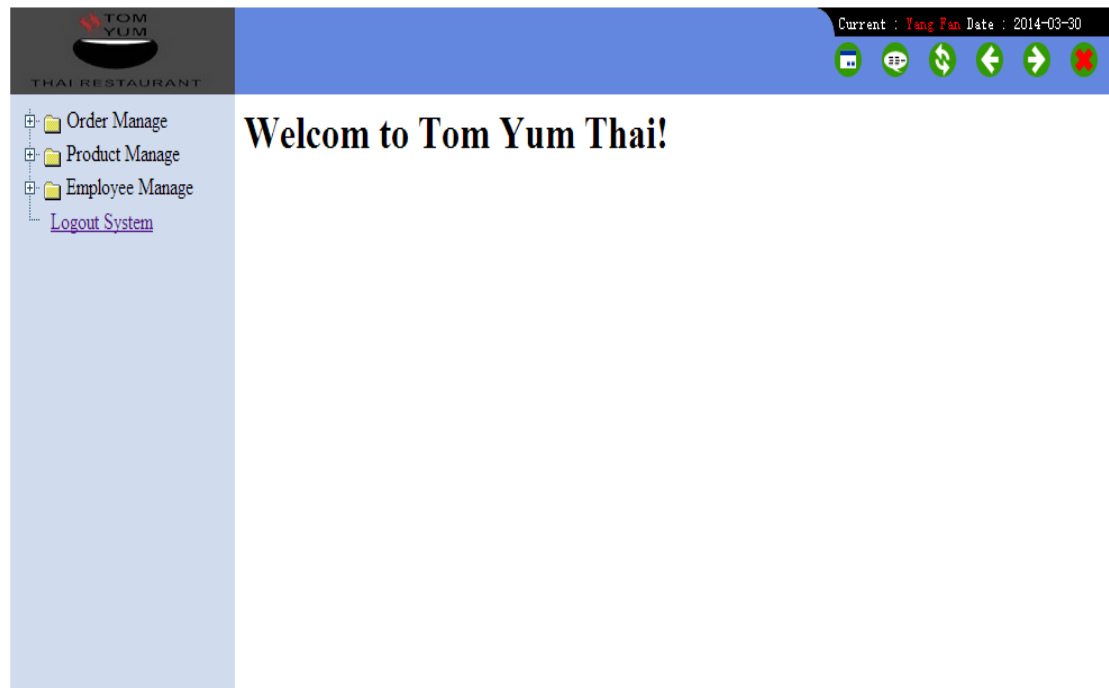 TOM
YUM
THAI RESTAURANT
Current : Yang Fan Date : 2014-03-30
Order Manage
Product Manage
Employee Manage
Logout System
Welcom to Tom Yum Thai!